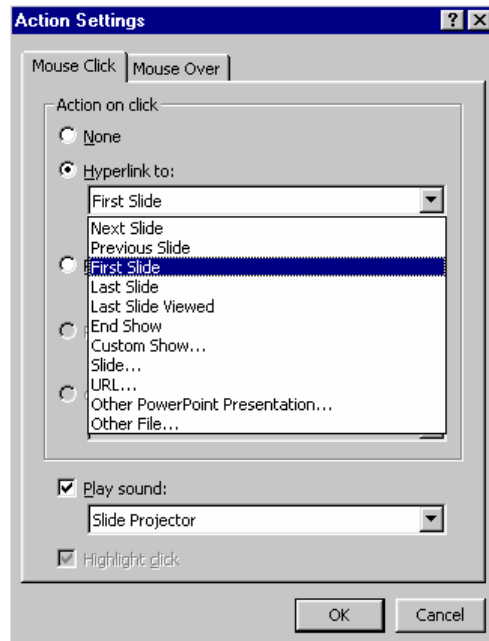 Action Settings
Mouse Click Mouse Over
Action on click
None
Hyperlink to:
First Slide
Next Slide
Previous Slide
First Slide
Last Slide
Last Slide Viewed
End Show
Custom Show...
Slide...
URL...
Other PowerPoint Presentation...
Other File...
Play sound:
Slide Projector
Highlight click
OK Cancel